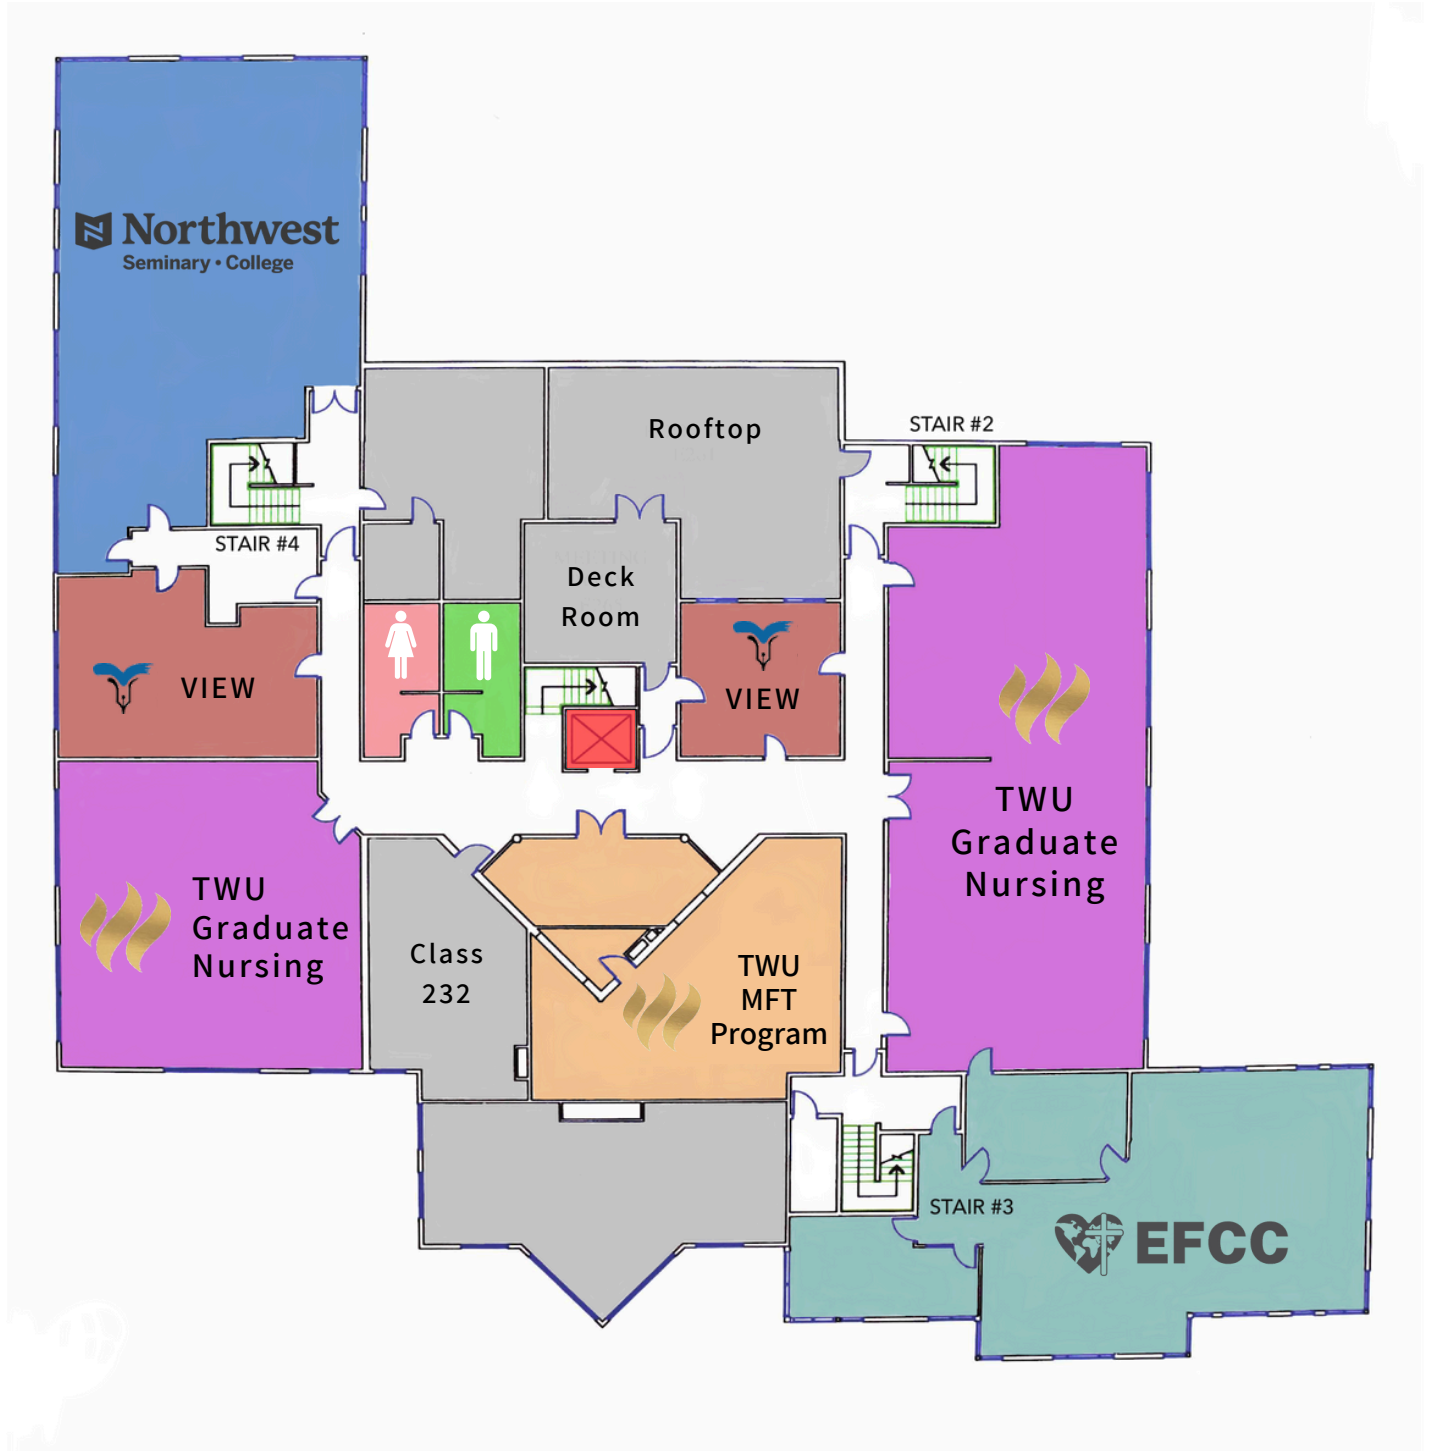 Northwest
Seminary • College
Rooftop
STAIR #2
STAIR #4
Deck
Room
VIEW
VIEW
TWU
Graduate
Nursing
TWU
Graduate
Nursing
Class
232
TWU
MFT
Program
STAIR #3
EFCC